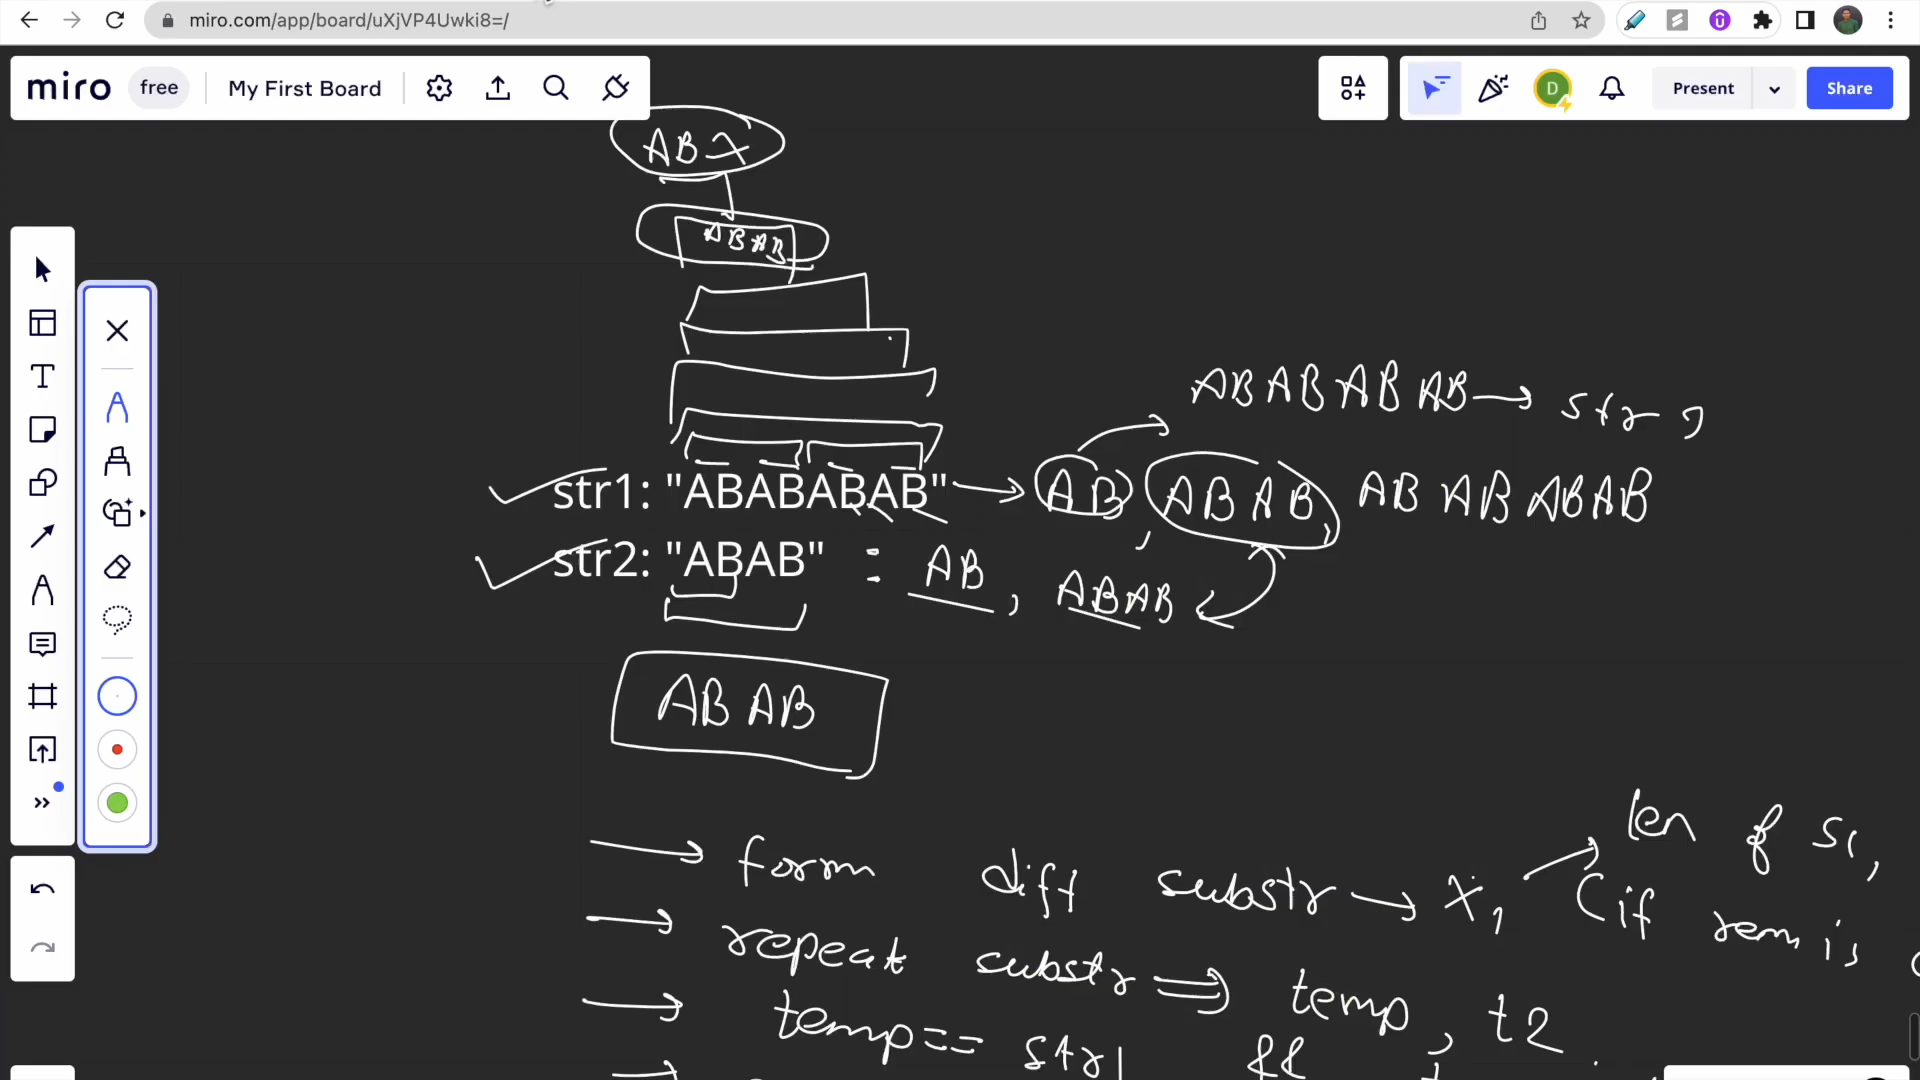 miro.com/app/board/uXjVP4Uwki8=/
miro free My First Board Present Share
D
AB X
ABAB
ABABABAB → str,
str1: "ABABABAB" → AB, ABAB, AB AB ABAB
str2: "ABAB" : AB, ABAB
AB AB
→ form diff substr → X, len of s1,
(if rem is
→ repeat substr ⇒ temp, t2.
→ temp== str1 &&